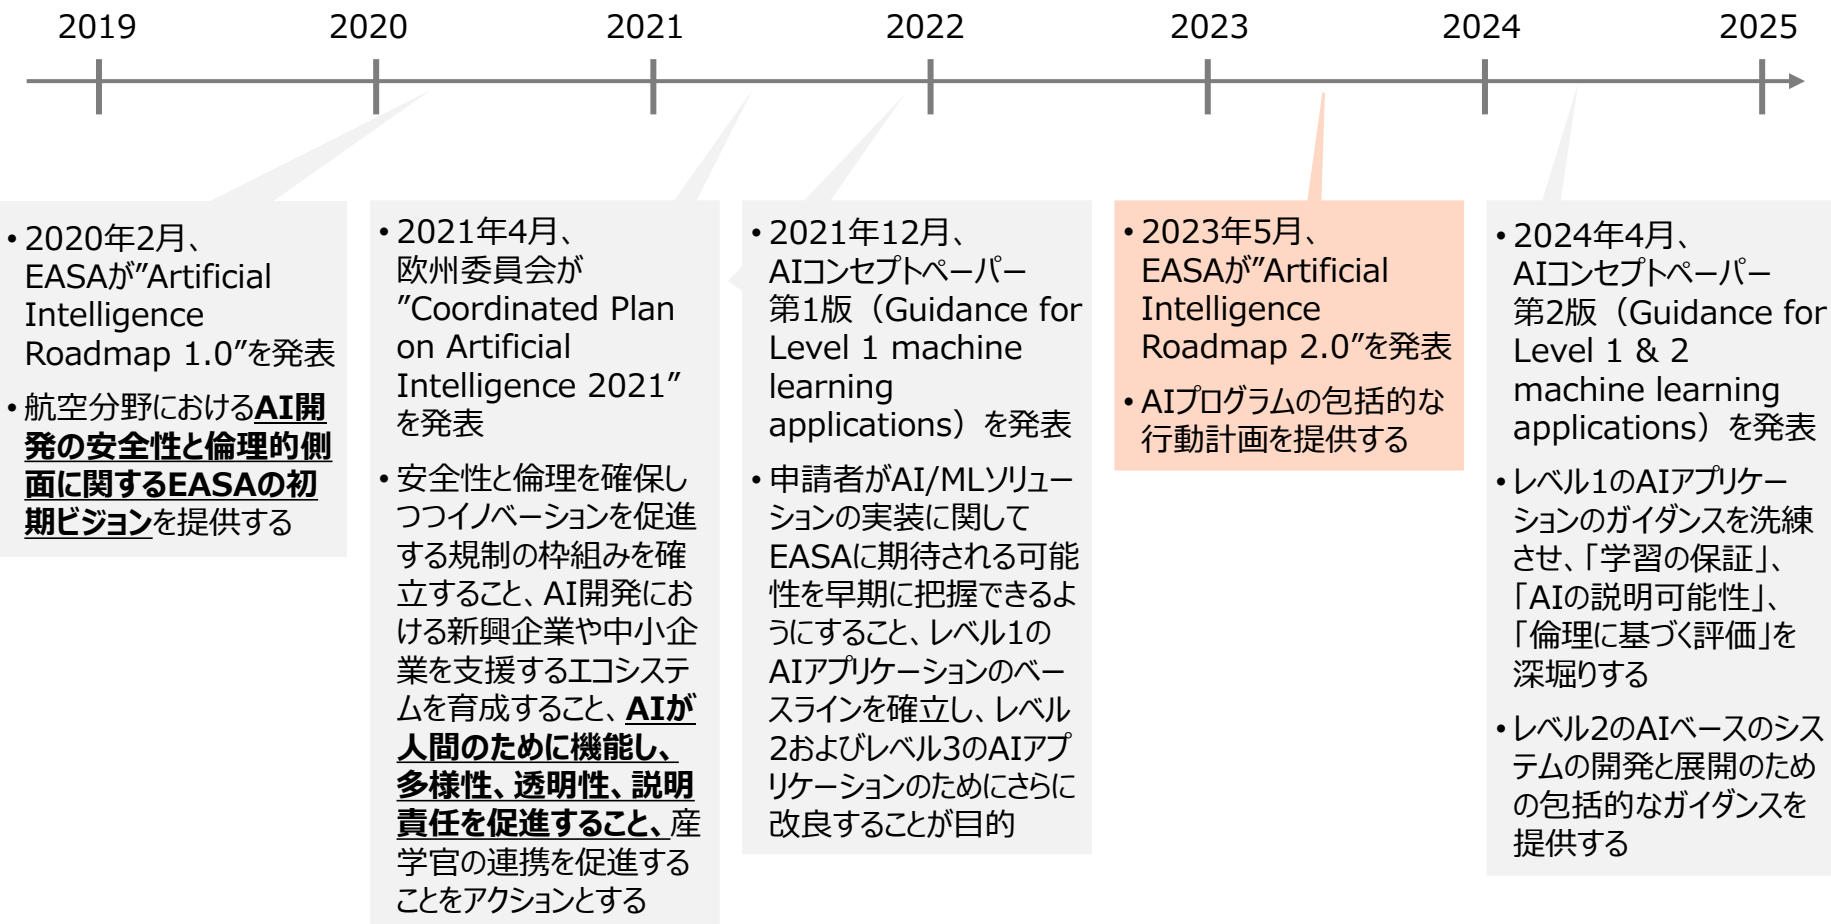 2019
2020
2021
2022
2023
2024
2025
• 2020年2月、
EASAが”Artificial
Intelligence
Roadmap 1.0”を発表
• 航空分野におけるAI開
発の安全性と倫理的側
面に関するEASAの初
期ビジョンを提供する
• 2021年4月、
欧州委員会が
”Coordinated Plan
on Artificial
Intelligence 2021”
を発表
• 安全性と倫理を確保し
つつイノベーションを促進
する規制の枠組みを確
立すること、AI開発にお
ける新興企業や中小企
業を支援するエコシステ
ムを育成すること、AIが
人間のために機能し、
多様性、透明性、説明
責任を促進すること、産
学官の連携を促進する
ことをアクションとする
• 2021年12月、
AIコンセプトペーパー
第1版（Guidance for
Level 1 machine
learning
applications）を発表
• 申請者がAI/MLソリュー
ションの実装に関して
EASAに期待される可能
性を早期に把握できるよ
うにすること、レベル1の
AIアプリケーションのベー
スラインを確立し、レベル
2およびレベル3のAIアプ
リケーションのためにさらに
改良することが目的
• 2023年5月、
EASAが”Artificial
Intelligence
Roadmap 2.0”を発表
• AIプログラムの包括的な
行動計画を提供する
• 2024年4月、
AIコンセプトペーパー
第2版（Guidance for
Level 1 & 2
machine learning
applications）を発表
• レベル1のAIアプリケー
ションのガイダンスを洗練
させ、「学習の保証」、
「AIの説明可能性」、
「倫理に基づく評価」を
深堀りする
• レベル2のAIベースのシス
テムの開発と展開のため
の包括的なガイダンスを
提供する